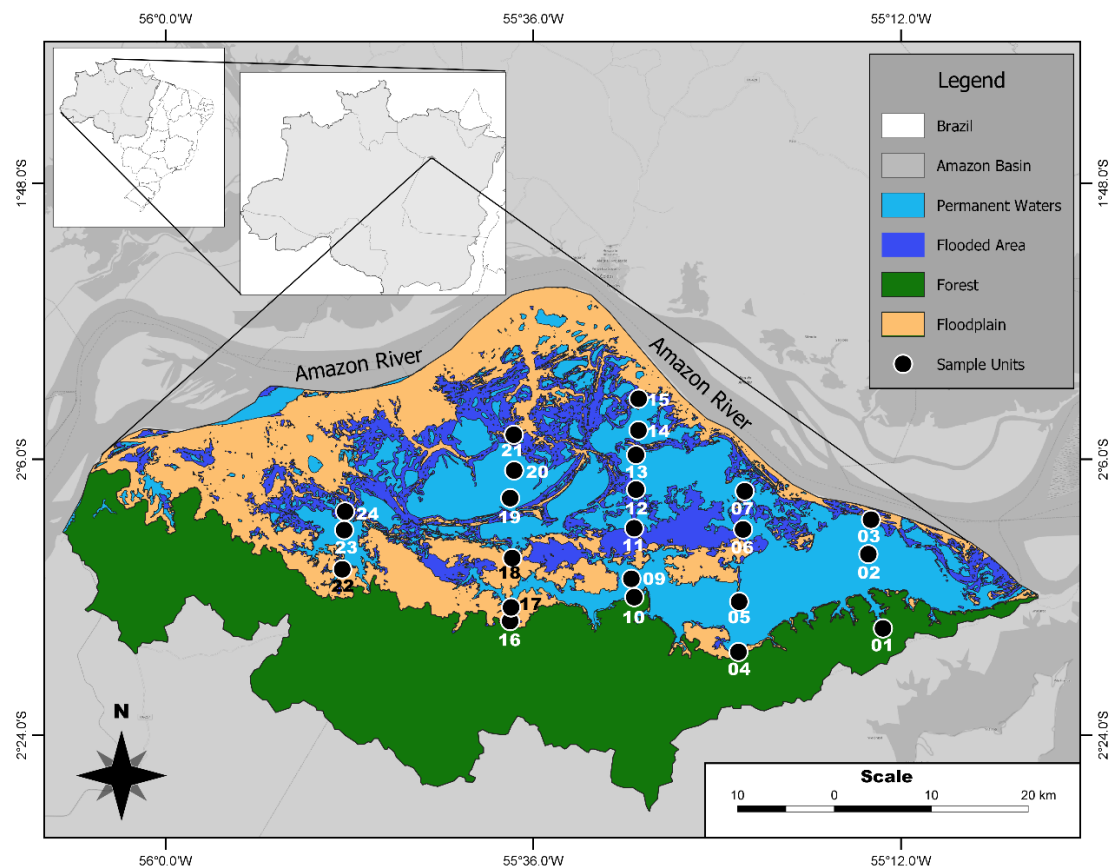 56°0.0'W
55°36.0'W
55°12.0'W
Legend
Brazil
Amazon Basin
Permanent Waters
Flooded Area
Forest
Floodplain
Sample Units
1°48.0'S
1°48.0'S
Amazon River
Amazon River
15
14
21
13
2°6.0'S
2°6.0'S
20
12
07
24
19
03
23
11
06
02
18
22
09
17
10
05
16
01
04
N
2°24.0'S
2°24.0'S
Scale
10
0
10
20 km
56°0.0'W
55°36.0'W
55°12.0'W